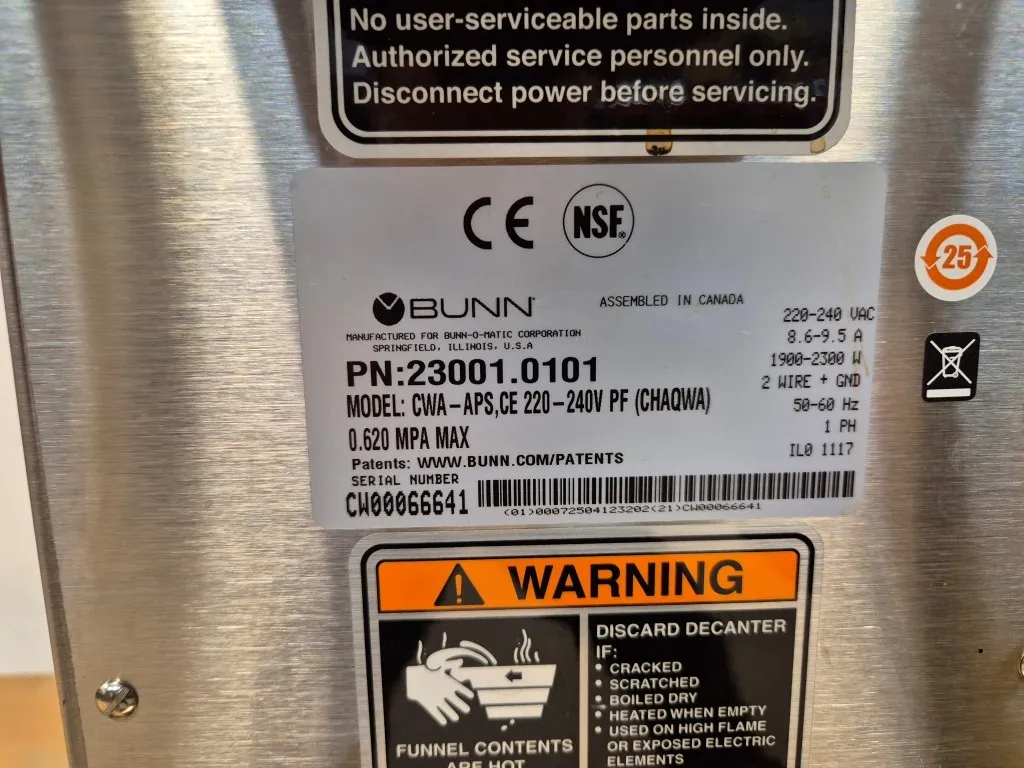 No user-serviceable parts inside.
Authorized service personnel only.
Disconnect power before servicing.
CE NSF®
BUNN®
ASSEMBLED IN CANADA
MANUFACTURED FOR BUNN-O-MATIC CORPORATION
SPRINGFIELD, ILLINOIS, U.S.A
PN:23001.0101
MODEL: CWA-APS,CE 220-240V PF (CHAQWA)
0.620 MPA MAX
Patents: WWW.BUNN.COM/PATENTS
SERIAL NUMBER
CW00066641
(01)00072504123202(21)CW00066641
220-240 VAC
8.6-9.5 A
1900-2300 W
2 WIRE + GND
50-60 Hz
1 PH
IL0 1117
25
WARNING
FUNNEL CONTENTS
ARE HOT
DISCARD DECANTER
IF:
• CRACKED
• SCRATCHED
• BOILED DRY
• HEATED WHEN EMPTY
• USED ON HIGH FLAME
OR EXPOSED ELECTRIC
ELEMENTS